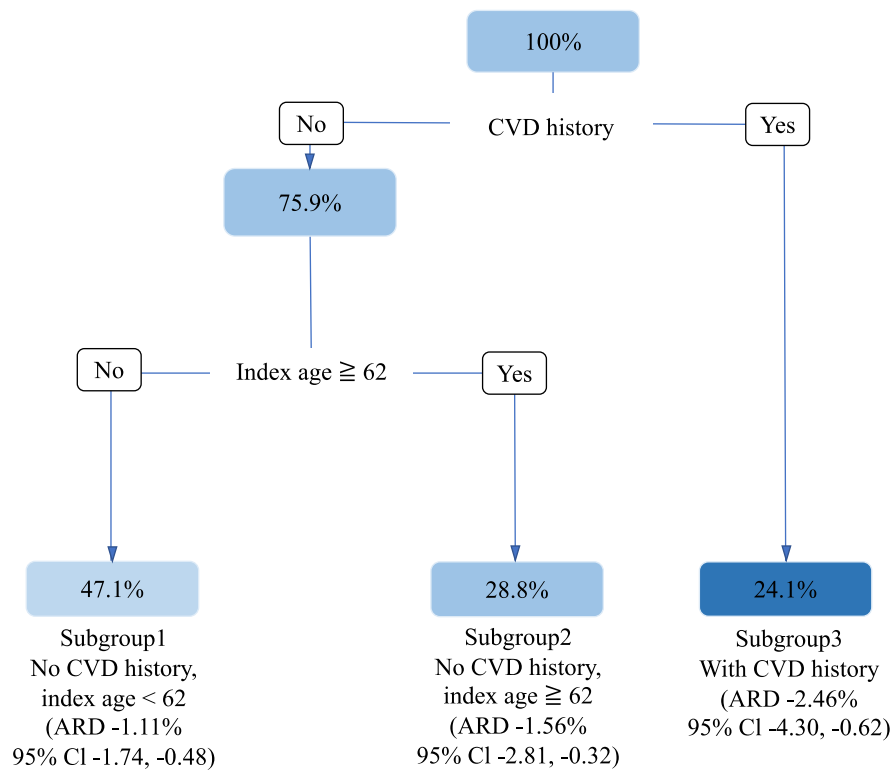 100%
No
CVD history
Yes
75.9%
No
Index age ≧ 62
Yes
47.1%
Subgroup1
No CVD history,
index age < 62
(ARD -1.11%
95% Cl -1.74, -0.48)
28.8%
Subgroup2
No CVD history,
index age ≧ 62
(ARD -1.56%
95% Cl -2.81, -0.32)
24.1%
Subgroup3
With CVD history
(ARD -2.46%
95% Cl -4.30, -0.62)